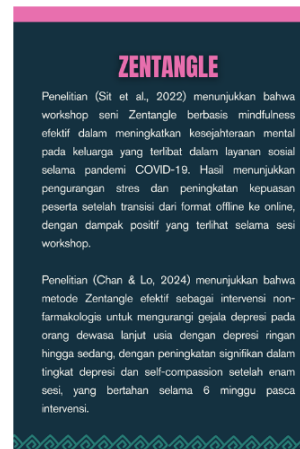 ZENTANGLE
Penelitian (Sit et al., 2022) menunjukkan bahwa
workshop seni Zentangle berbasis mindfulness
efektif dalam meningkatkan kesejahteraan mental
pada keluarga yang terlibat dalam layanan sosial
selama pandemi COVID-19. Hasil menunjukkan
pengurangan stres dan peningkatan kepuasan
peserta setelah transisi dari format offline ke online,
dengan dampak positif yang terlihat selama sesi
workshop.
Penelitian (Chan & Lo, 2024) menunjukkan bahwa
metode Zentangle efektif sebagai intervensi non-
farmakologis untuk mengurangi gejala depresi pada
orang dewasa lanjut usia dengan depresi ringan
hingga sedang, dengan peningkatan signifikan dalam
tingkat depresi dan self-compassion setelah enam
sesi, yang bertahan selama 6 minggu pasca
intervensi.